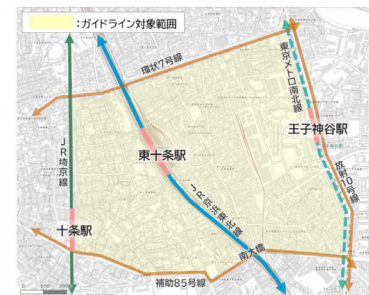 :ガイドライン対象範囲
環状7号線
東京メトロ南北線
王子神谷駅
東十条駅
JR埼京線
放射10号線
JR京浜東北線
十条駅
南大橋
補助85号線